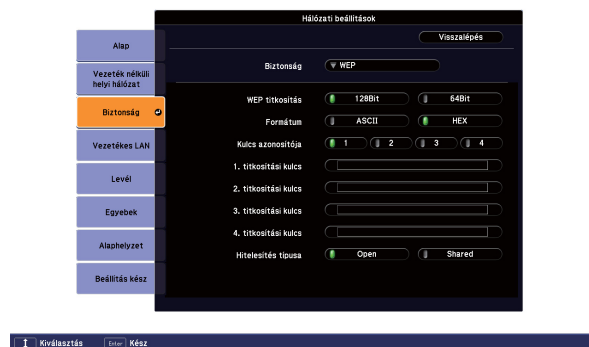 Hálózati beállítások
Visszalépés
Alap
Vezeték nélküli
helyi hálózat
Biztonság
Vezetékes LAN
Levél
Egyebek
Alaphelyzet
Beállítás kész
Biztonság WEP
WEP titkosítás 128Bit 64Bit
Formátum ASCII HEX
Kulcs azonosítója 1 2 3 4
1. titkosítási kulcs
2. titkosítási kulcs
3. titkosítási kulcs
4. titkosítási kulcs
Hitelesítés típusa Open Shared
Kiválasztás Enter Kész